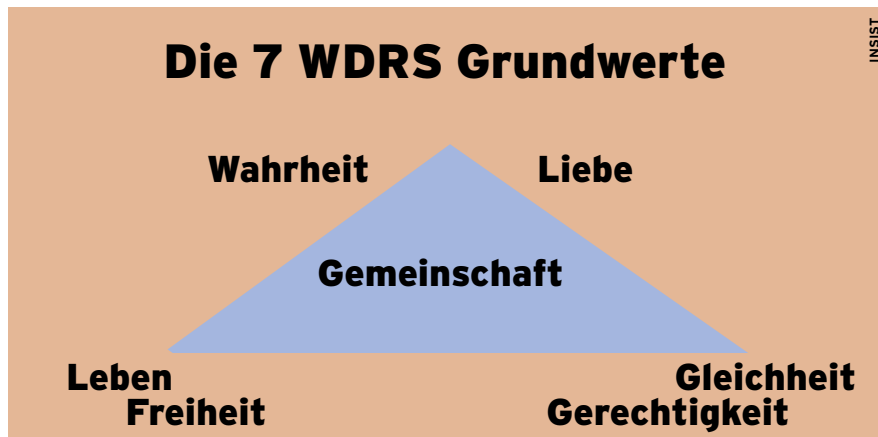 Die 7 WDRS Grundwerte
INSIST
Wahrheit Liebe
Gemeinschaft
Leben Gleichheit
Freiheit Gerechtigkeit